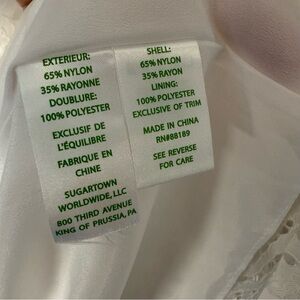 EXTERIEUR:
65% NYLON
35% RAYONNE
DOUBLURE:
100% POLYESTER
EXCLUSIF DE
L'ÉQUILIBRE
FABRIQUE EN
CHINE
SUGARTOWN
WORLDWIDE, LLC
800 THIRD AVENUE
KING OF PRUSSIA, PA
SHELL:
65% NYLON
35% RAYON
LINING:
100% POLYESTER
EXCLUSIVE OF TRIM
MADE IN CHINA
RN#88189
SEE REVERSE
FOR CARE